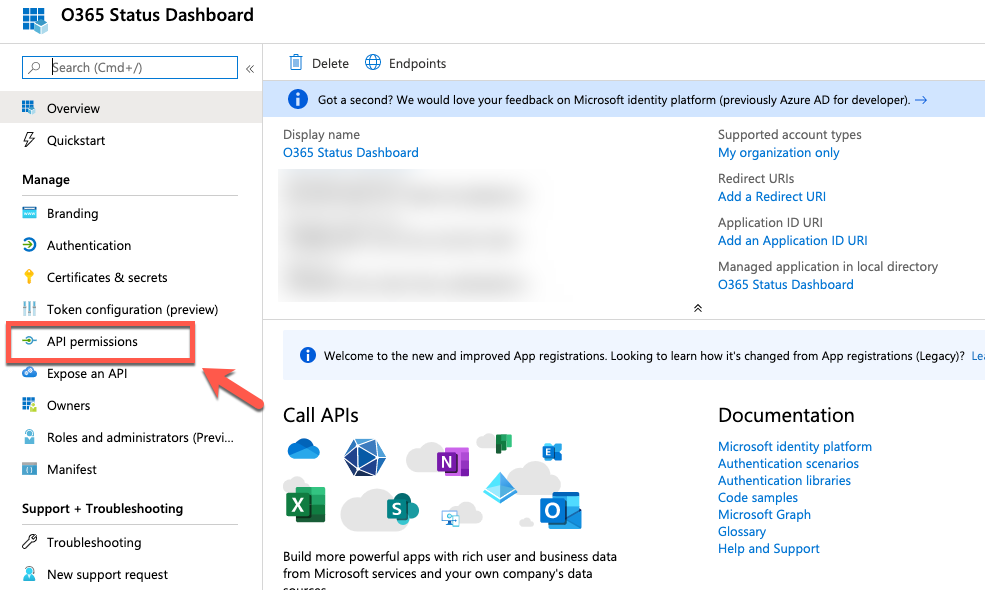 O365 Status Dashboard
Search (Cmd+/)
«
Overview
Quickstart
Manage
Branding
Authentication
Certificates & secrets
Token configuration (preview)
API permissions
Expose an API
Owners
Roles and administrators (Previ...
Manifest
Support + Troubleshooting
Troubleshooting
New support request
Delete
Endpoints
Got a second? We would love your feedback on Microsoft identity platform (previously Azure AD for developer). →
Display name
O365 Status Dashboard
Supported account types
My organization only
Redirect URIs
Add a Redirect URI
Application ID URI
Add an Application ID URI
Managed application in local directory
O365 Status Dashboard
Welcome to the new and improved App registrations. Looking to learn how it's changed from App registrations (Legacy)? Lea
Call APIs
N
E
X
S
O
Build more powerful apps with rich user and business data
from Microsoft services and your own company's data
sources.
Documentation
Microsoft identity platform
Authentication scenarios
Authentication libraries
Code samples
Microsoft Graph
Glossary
Help and Support